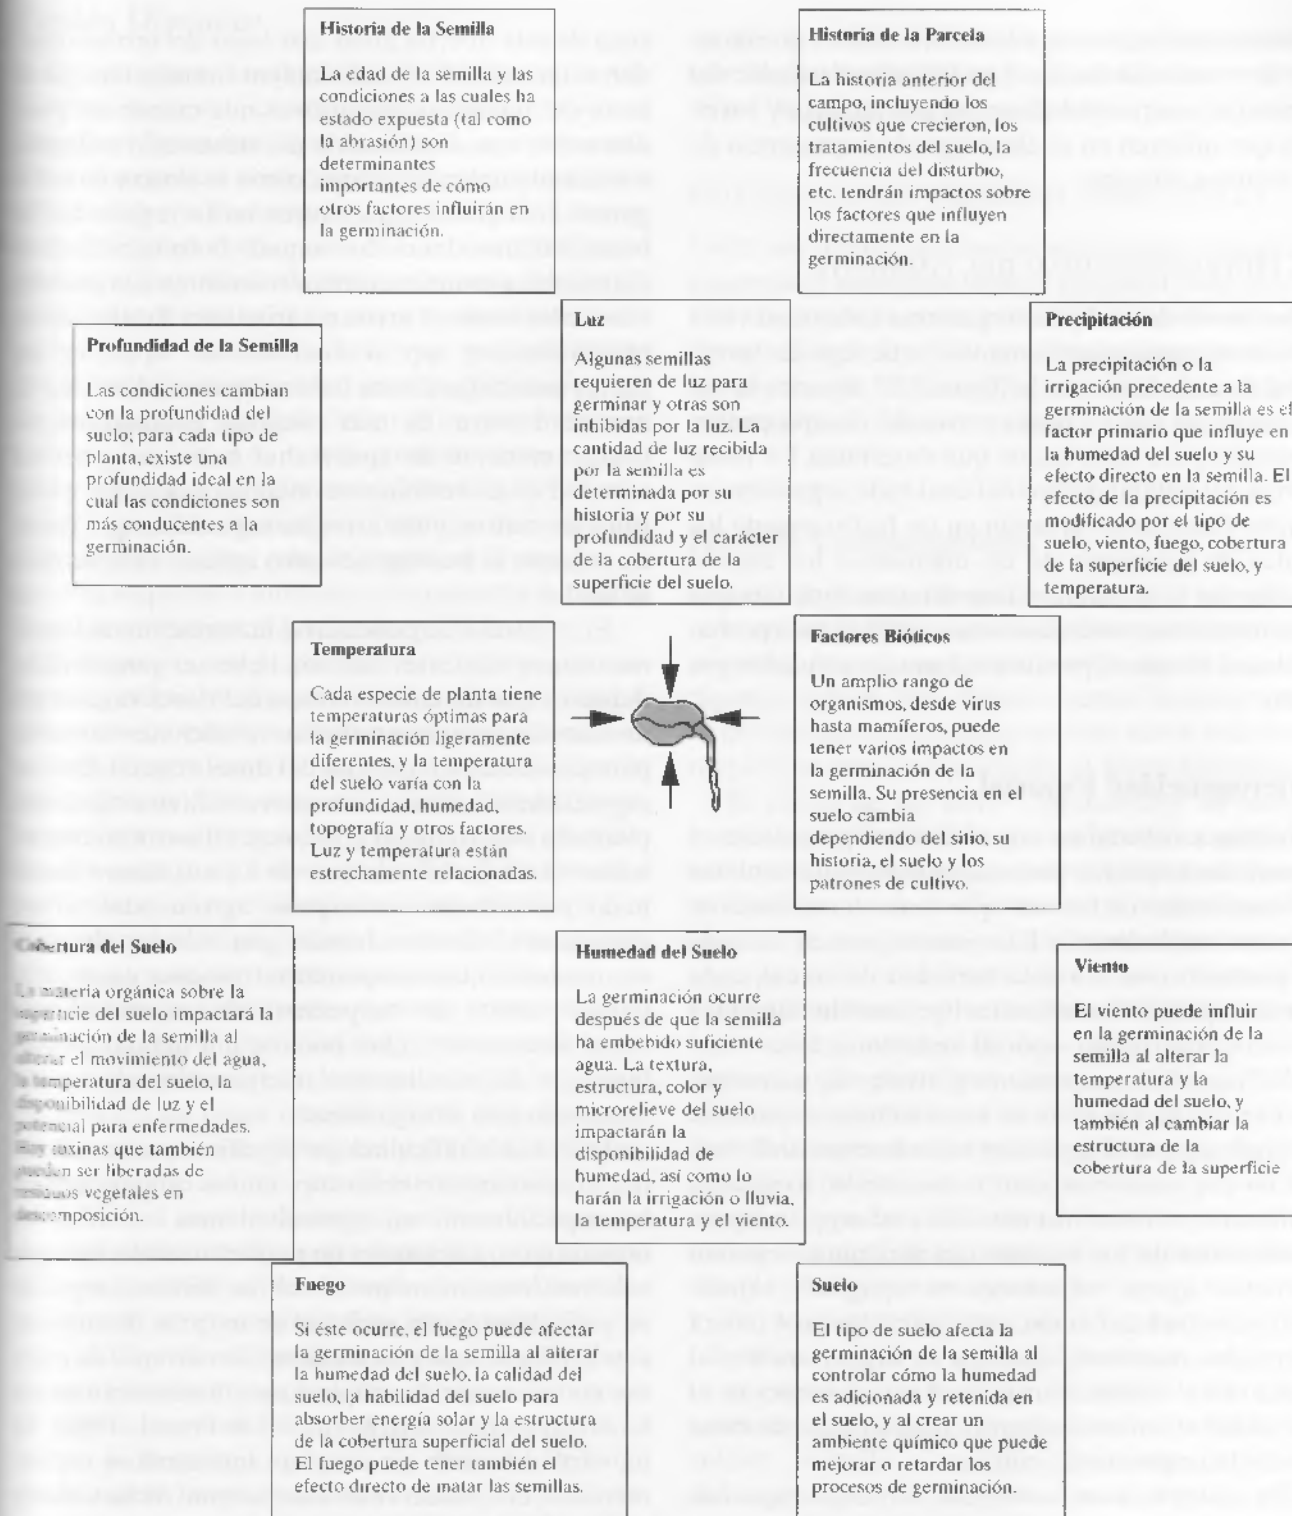 Historia de la Semilla
La edad de la semilla y las
condiciones a las cuales ha
estado expuesta (tal como
la abrasión) son
determinantes
importantes de cómo
otros factores influirán en
la germinación.
Historia de la Parcela
La historia anterior del
campo, incluyendo los
cultivos que crecieron, los
tratamientos del suelo, la
frecuencia del disturbio,
etc. tendrán impactos sobre
los factores que influyen
directamente en la
germinación.
Profundidad de la Semilla
Las condiciones cambian
con la profundidad del
suelo; para cada tipo de
planta, existe una
profundidad ideal en la
cual las condiciones son
más conducentes a la
germinación.
Luz
Algunas semillas
requieren de luz para
germinar y otras son
inhibidas por la luz. La
cantidad de luz recibida
por la semilla es
determinada por su
historia y por su
profundidad y el carácter
de la cobertura de la
superficie del suelo.
Precipitación
La precipitación o la
irrigación precedente a la
germinación de la semilla es el
factor primario que influye en
la humedad del suelo y su
efecto directo en la semilla. El
efecto de la precipitación es
modificado por el tipo de
suelo, viento, fuego, cobertura
de la superficie del suelo, y
temperatura.
Temperatura
Cada especie de planta tiene
temperaturas óptimas para
la germinación ligeramente
diferentes, y la temperatura
del suelo varía con la
profundidad, humedad,
topografía y otros factores.
Luz y temperatura están
estrechamente relacionadas.
Factores Bióticos
Un amplio rango de
organismos, desde virus
hasta mamíferos, puede
tener varios impactos en
la germinación de la
semilla. Su presencia en el
suelo cambia
dependiendo del sitio, su
historia, el suelo y los
patrones de cultivo.
Cobertura del Suelo
La materia orgánica sobre la
superficie del suelo impactará la
germinación de la semilla al
alterar el movimiento del agua,
la temperatura del suelo, la
disponibilidad de luz y el
potencial para enfermedades.
Hay toxinas que también
pueden ser liberadas de
residuos vegetales en
descomposición.
Humedad del Suelo
La germinación ocurre
después de que la semilla
ha embebido suficiente
agua. La textura,
estructura, color y
microrelieve del suelo
impactarán la
disponibilidad de
humedad, así como lo
harán la irrigación o lluvia,
la temperatura y el viento.
Viento
El viento puede influir
en la germinación de la
semilla al alterar la
temperatura y la
humedad del suelo, y
también al cambiar la
estructura de la
cobertura de la superficie
Fuego
Si éste ocurre, el fuego puede afectar
la germinación de la semilla al alterar
la humedad del suelo, la calidad del
suelo, la habilidad del suelo para
absorber energía solar y la estructura
de la cobertura superficial del suelo.
El fuego puede tener también el
efecto directo de matar las semillas.
Suelo
El tipo de suelo afecta la
germinación de la semilla al
controlar cómo la humedad
es adicionada y retenida en
el suelo, y al crear un
ambiente químico que puede
mejorar o retardar los
procesos de germinación.